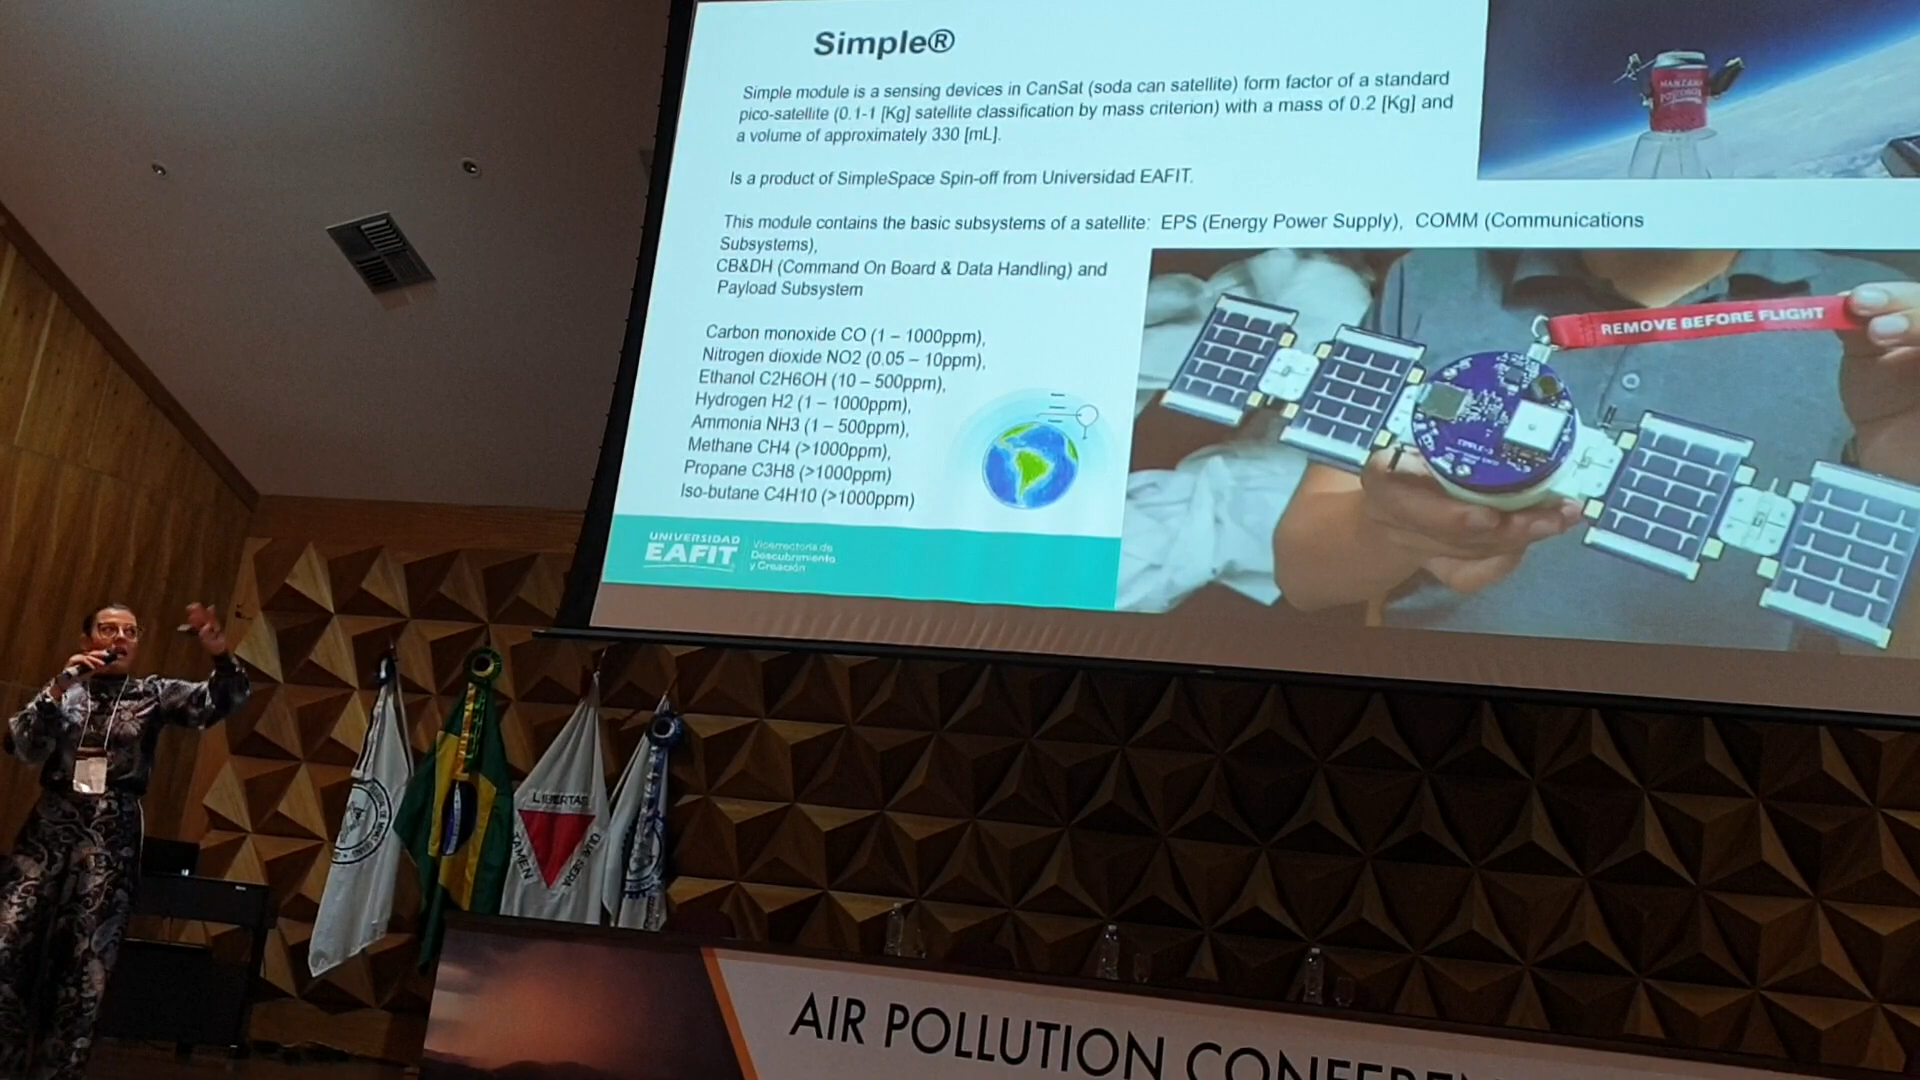 Simple®
Simple module is a sensing devices in CanSat (soda can satellite) form factor of a standard
pico-satellite (0.1-1 [Kg] satellite classification by mass criterion) with a mass of 0.2 [Kg] and
a volume of approximately 330 [mL].
Is a product of SimpleSpace Spin-off from Universidad EAFIT.
This module contains the basic subsystems of a satellite: EPS (Energy Power Supply), COMM (Communications
Subsystems),
CB&DH (Command On Board & Data Handling) and
Payload Subsystem
Carbon monoxide CO (1 – 1000ppm),
Nitrogen dioxide NO2 (0.05 – 10ppm),
Ethanol C2H6OH (10 – 500ppm),
Hydrogen H2 (1 – 1000ppm),
Ammonia NH3 (1 – 500ppm),
Methane CH4 (>1000ppm),
Propane C3H8 (>1000ppm)
Iso-butane C4H10 (>1000ppm)
UNIVERSIDAD
EAFIT
Vicerrectoría de
Descubrimiento
y Creación
MANZANA
POSTOBÓN
REMOVE BEFORE FLIGHT
LIBERTAS
QUÆ SERA
TAMEN
AIR POLLUTION CONFEREN